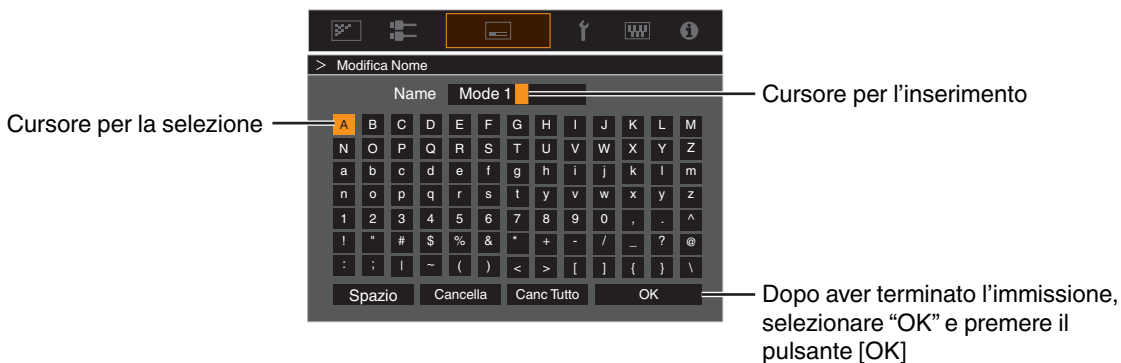 > Modifica Nome
Name Mode 1
Cursore per l'inserimento
Cursore per la selezione
A B C D E F G H I J K L M
N O P Q R S T U V W X Y Z
a b c d e f g h i j k l m
n o p q r s t y v w x y z
1 2 3 4 5 6 7 8 9 0 , . ^
! " # $ % & * + - / _ ? @
: ; | ~ ( ) < > [ ] { } \
Spazio Cancella Canc Tutto OK
Dopo aver terminato l'immissione,
selezionare “OK” e premere il
pulsante [OK]